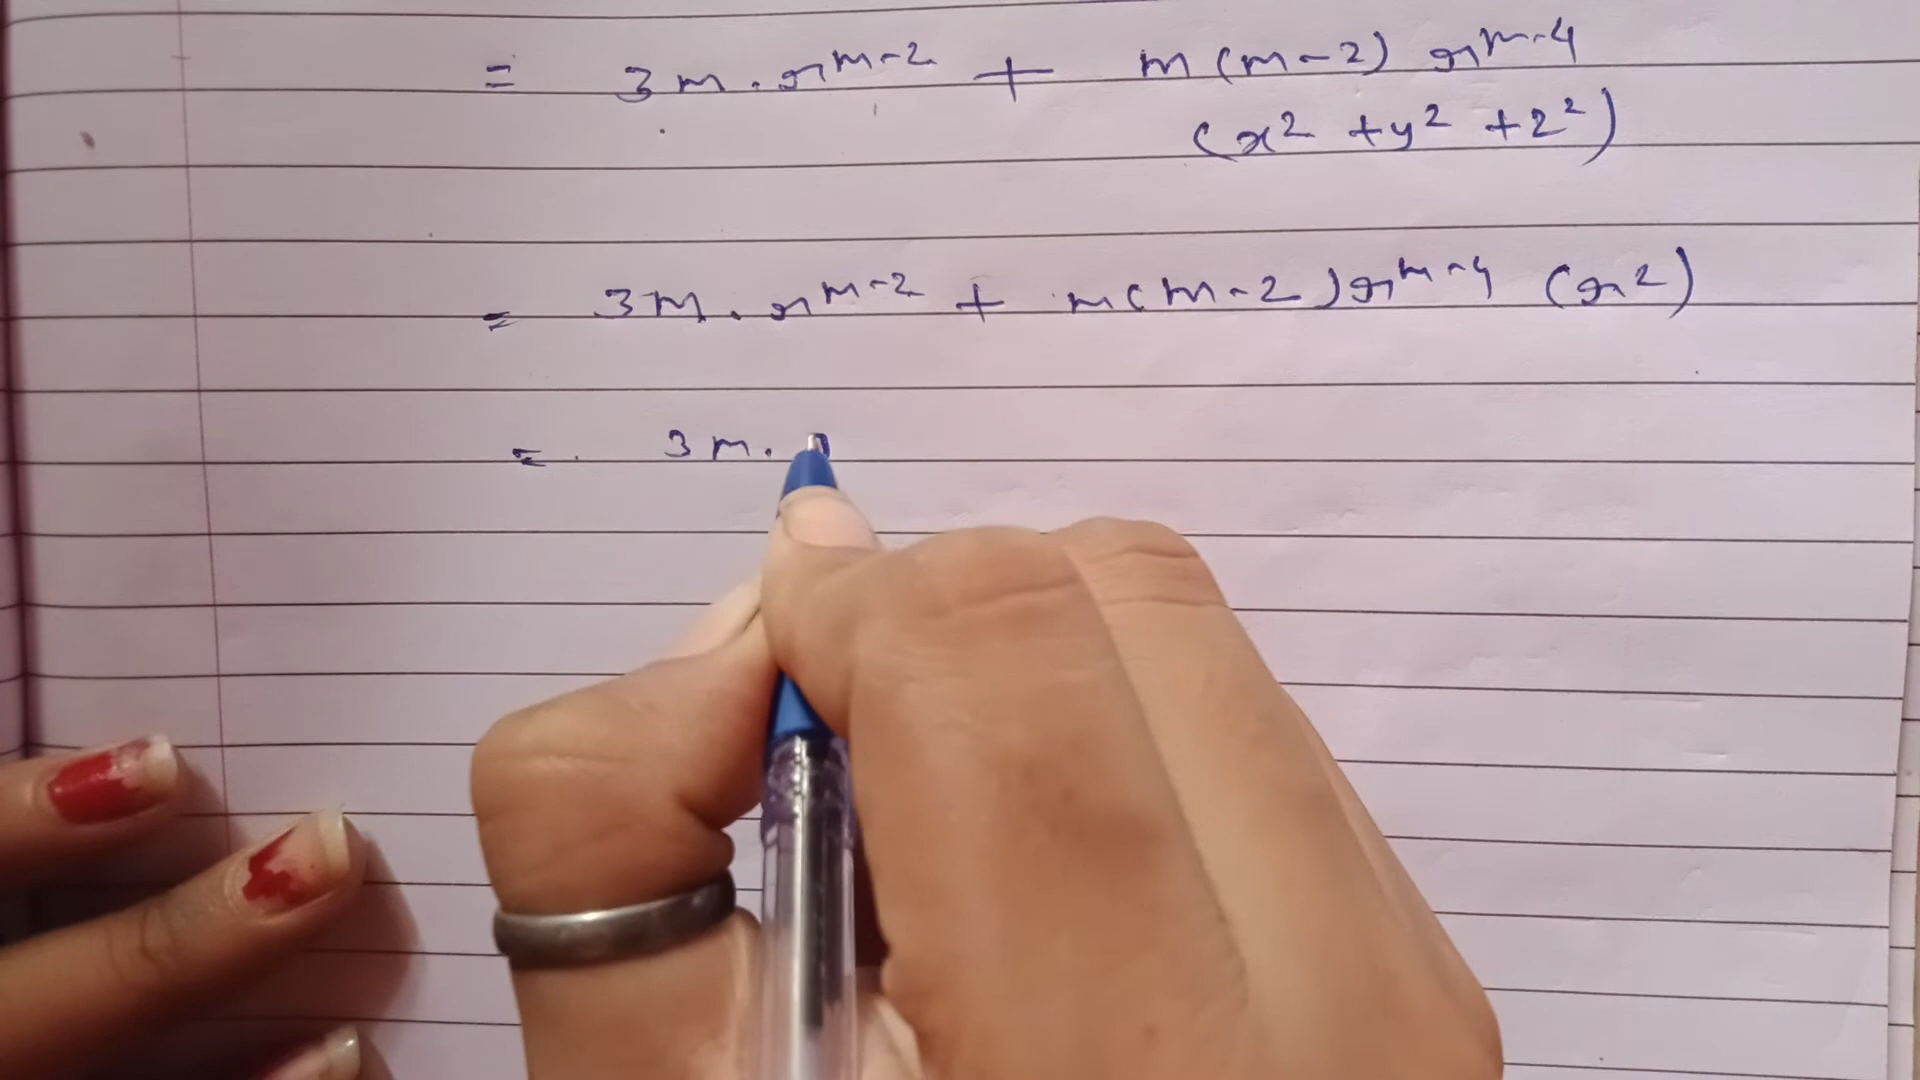 = 3m . r^{m-2} + m(m-2) r^{m-4}
(x² + y² + z²)
= 3m . r^{m-2} + m(m-2) r^{m-4} (r²)
= . 3m .